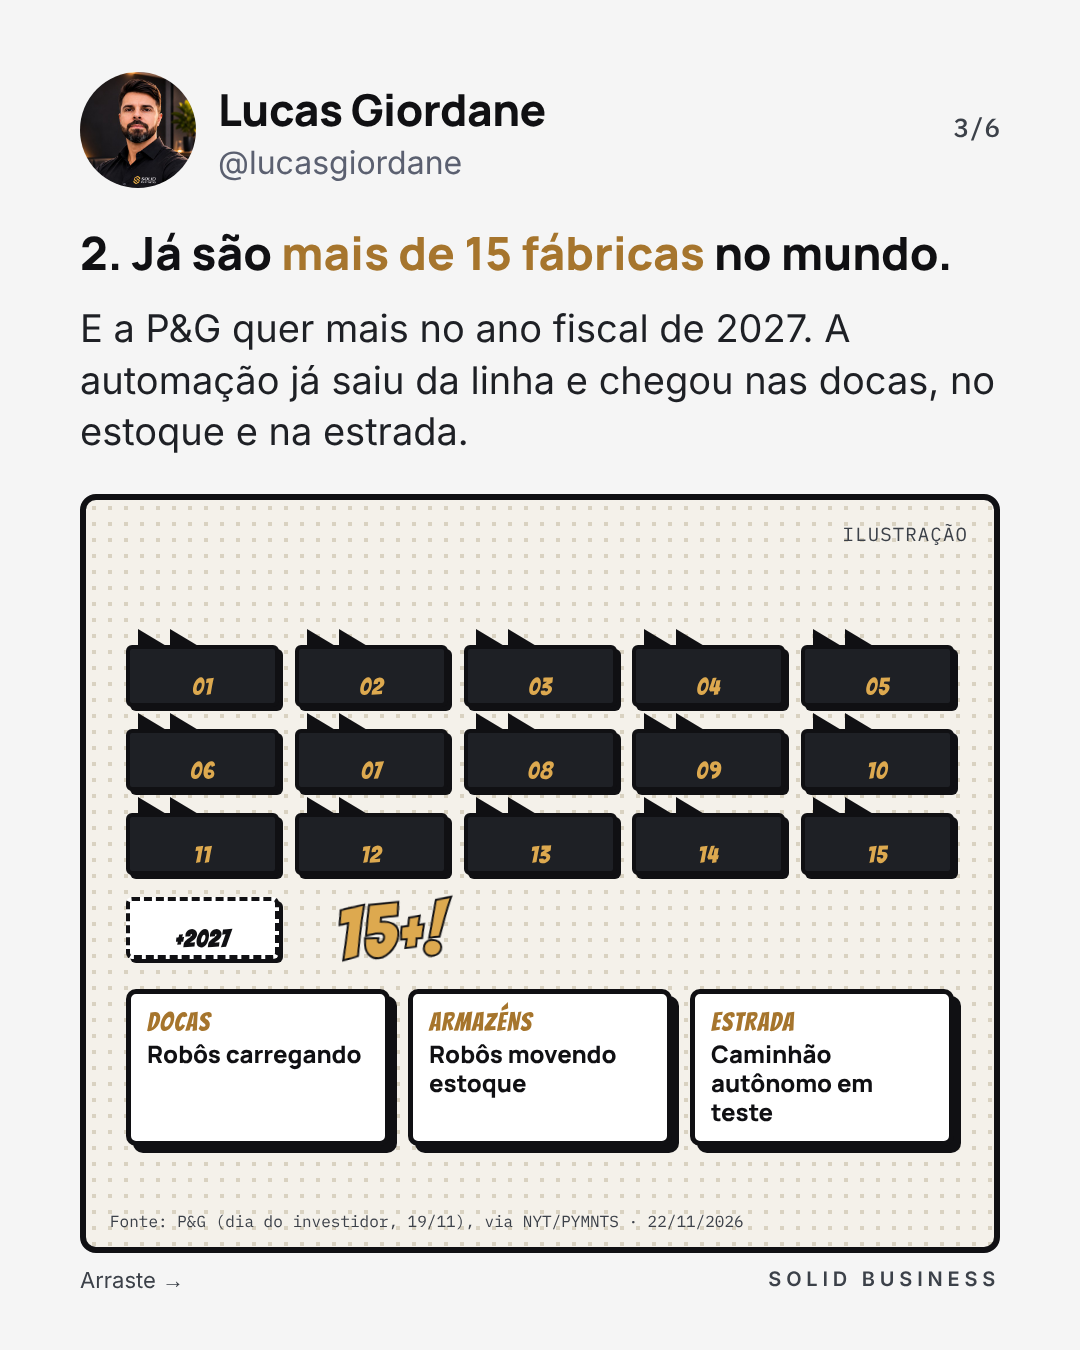 Lucas Giordane
@lucasgiordane
3/6
2. Já são mais de 15 fábricas no mundo.
E a P&G quer mais no ano fiscal de 2027. A
automação já saiu da linha e chegou nas docas, no
estoque e na estrada.
ILUSTRAÇÃO
01 02 03 04 05
06 07 08 09 10
11 12 13 14 15
+2027
15+!
DOCAS
Robôs carregando
ARMAZÉNS
Robôs movendo
estoque
ESTRADA
Caminhão
autônomo em
teste
Fonte: P&G (dia do investidor, 19/11), via NYT/PYMNTS · 22/11/2026
Arraste →
SOLID BUSINESS